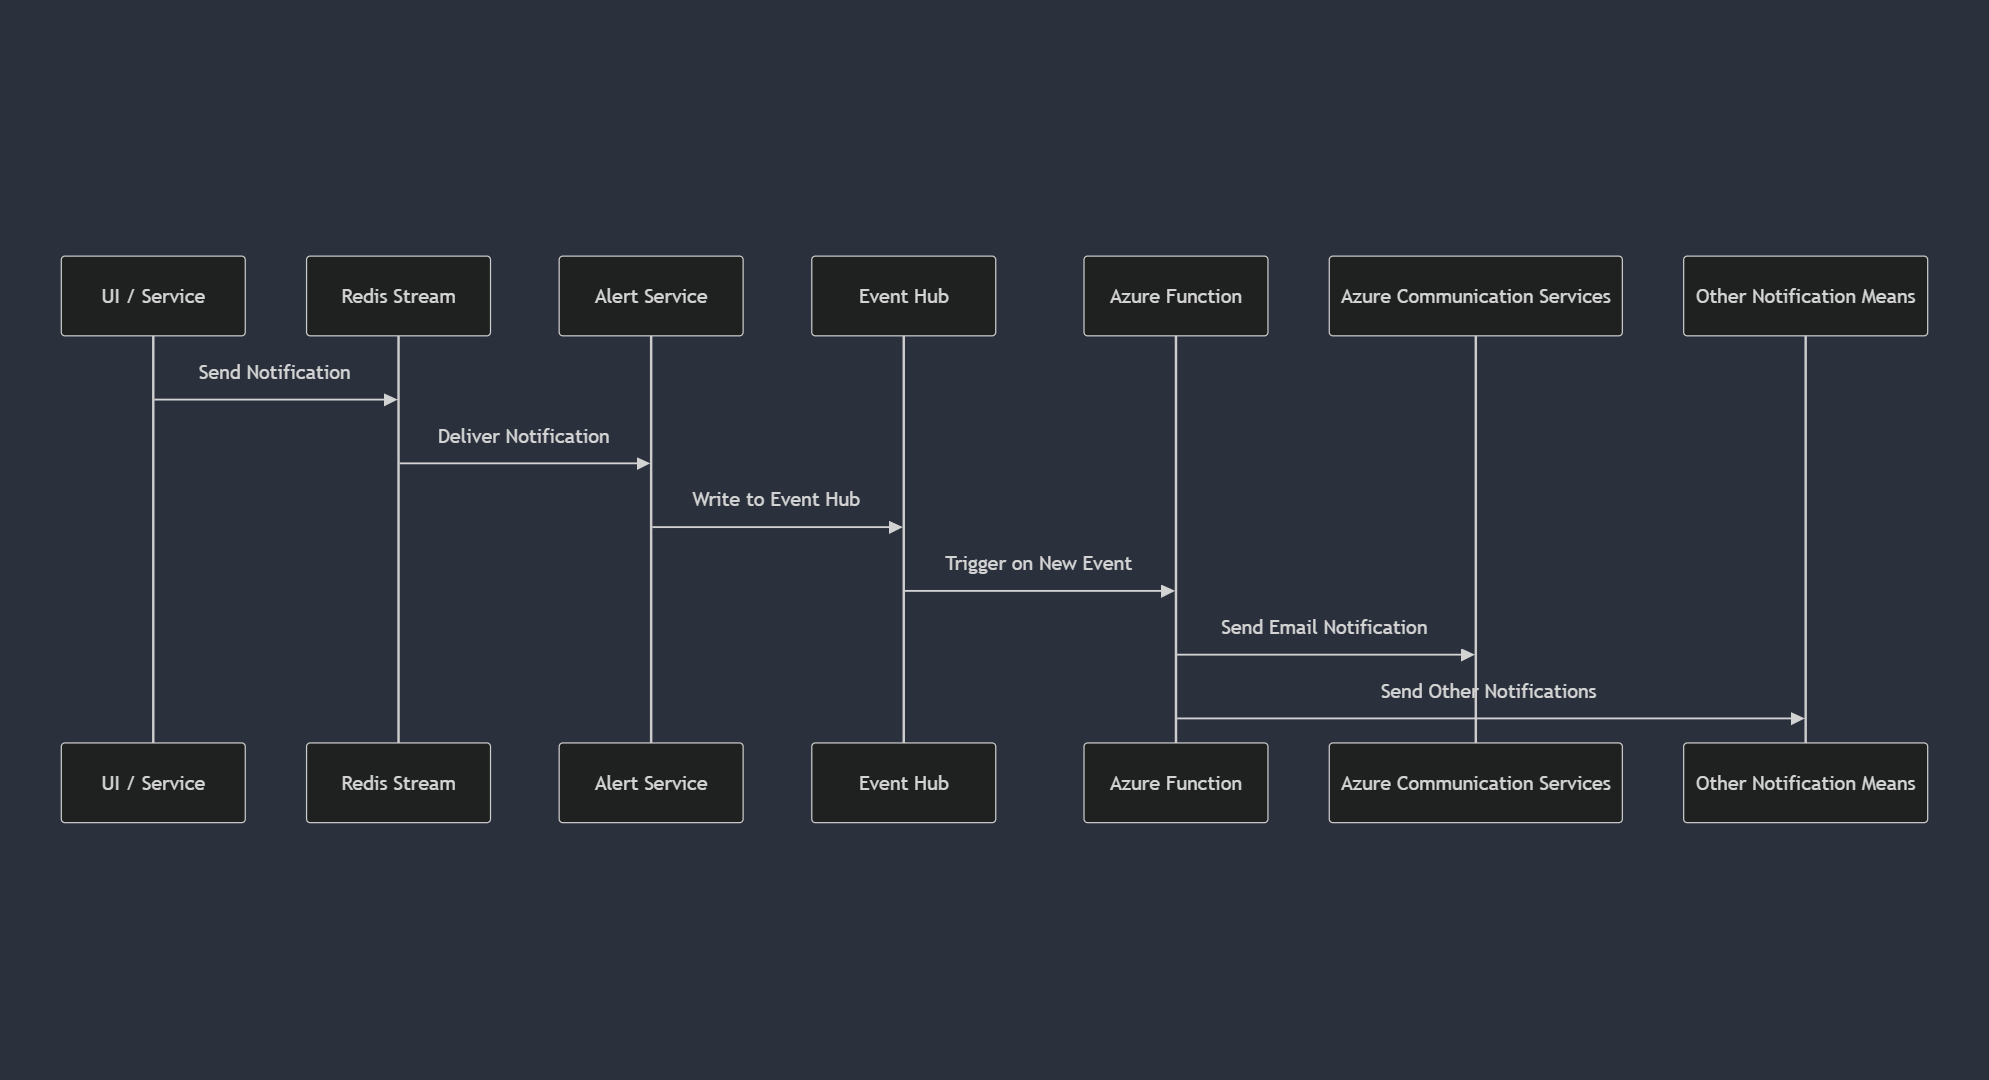 UI / Service
Redis Stream
Alert Service
Event Hub
Azure Function
Azure Communication Services
Other Notification Means
Send Notification
Deliver Notification
Write to Event Hub
Trigger on New Event
Send Email Notification
Send Other Notifications
UI / Service
Redis Stream
Alert Service
Event Hub
Azure Function
Azure Communication Services
Other Notification Means